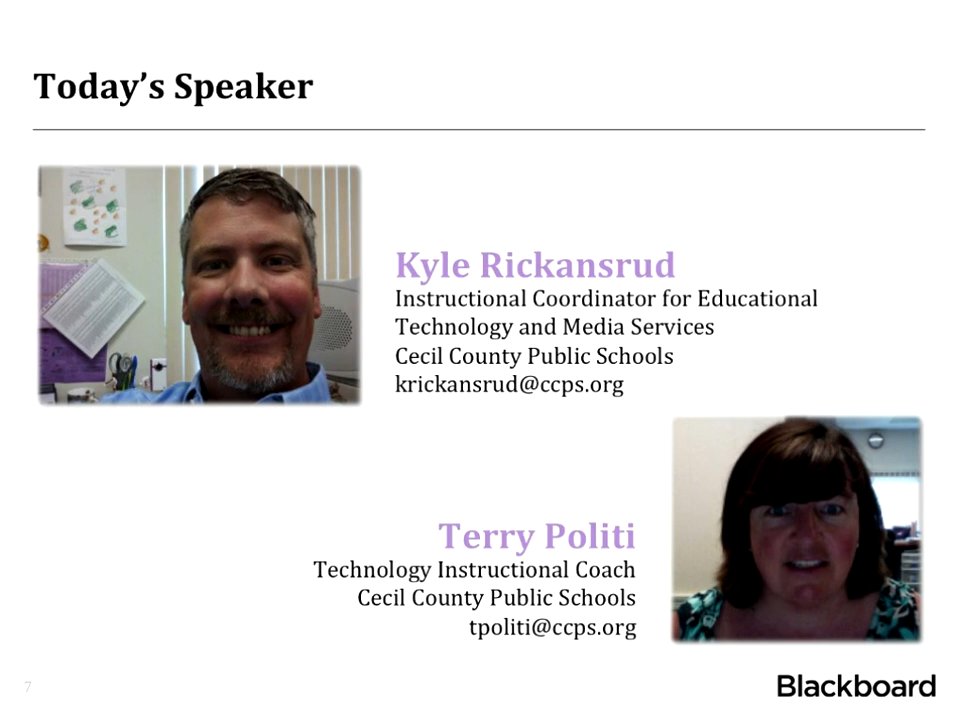 Today’s Speaker
Kyle Rickansrud
Instructional Coordinator for Educational
Technology and Media Services
Cecil County Public Schools
krickansrud@ccps.org
Terry Politi
Technology Instructional Coach
Cecil County Public Schools
tpoliti@ccps.org
7
Blackboard